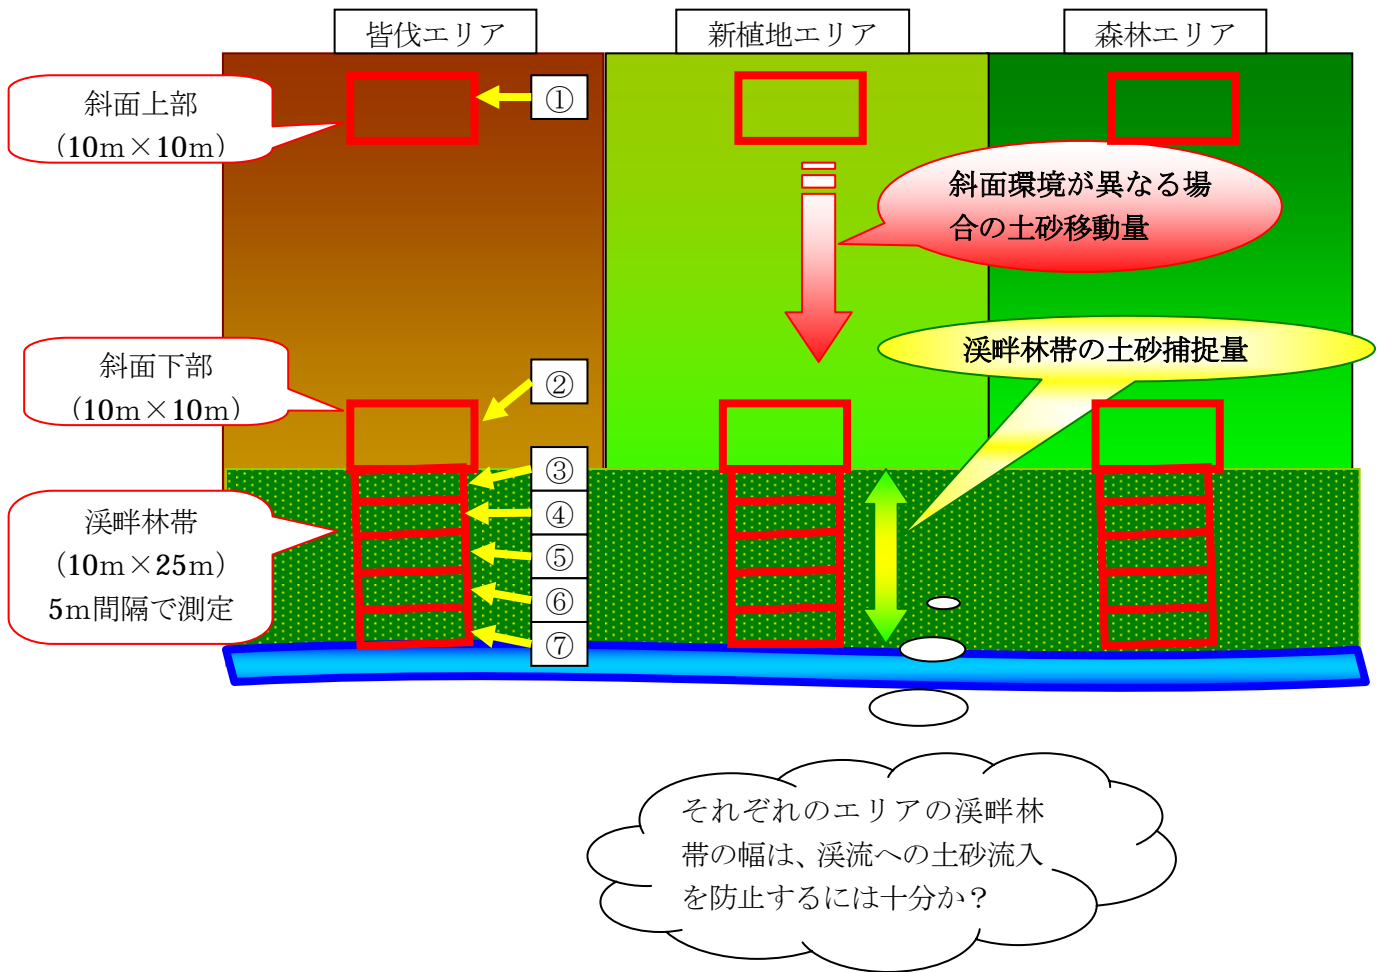 皆伐エリア
新植地エリア
森林エリア
斜面上部
（10m×10m）
①
斜面環境が異なる場
合の土砂移動量
渓畔林帯の土砂捕捉量
斜面下部
（10m×10m）
②
③
④
⑤
⑥
⑦
渓畔林帯
（10m×25m）
5m間隔で測定
それぞれのエリアの渓畔林
帯の幅は、渓流への土砂流入
を防止するには十分か？